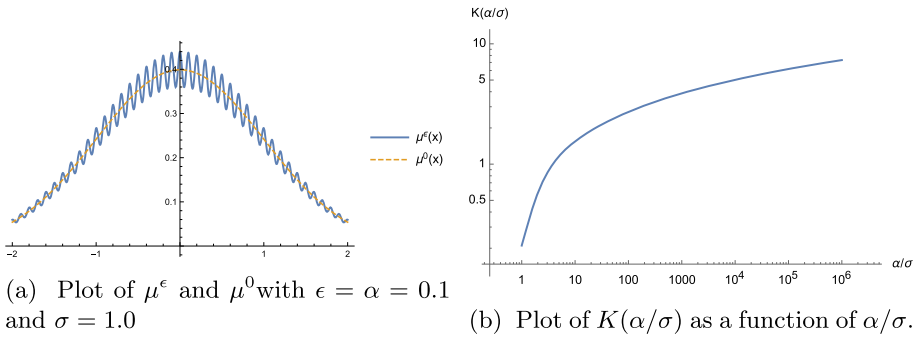 0.4
0.3
0.2
0.1
−2
−1
1
2
μ^ϵ(x)
μ^0(x)
(a) Plot of μ^ϵ and μ^0with ϵ = α = 0.1
and σ = 1.0
K(α/σ)
10
5
1
0.5
1
10
100
1000
10^4
10^5
10^6
α/σ
(b) Plot of K(α/σ) as a function of α/σ.